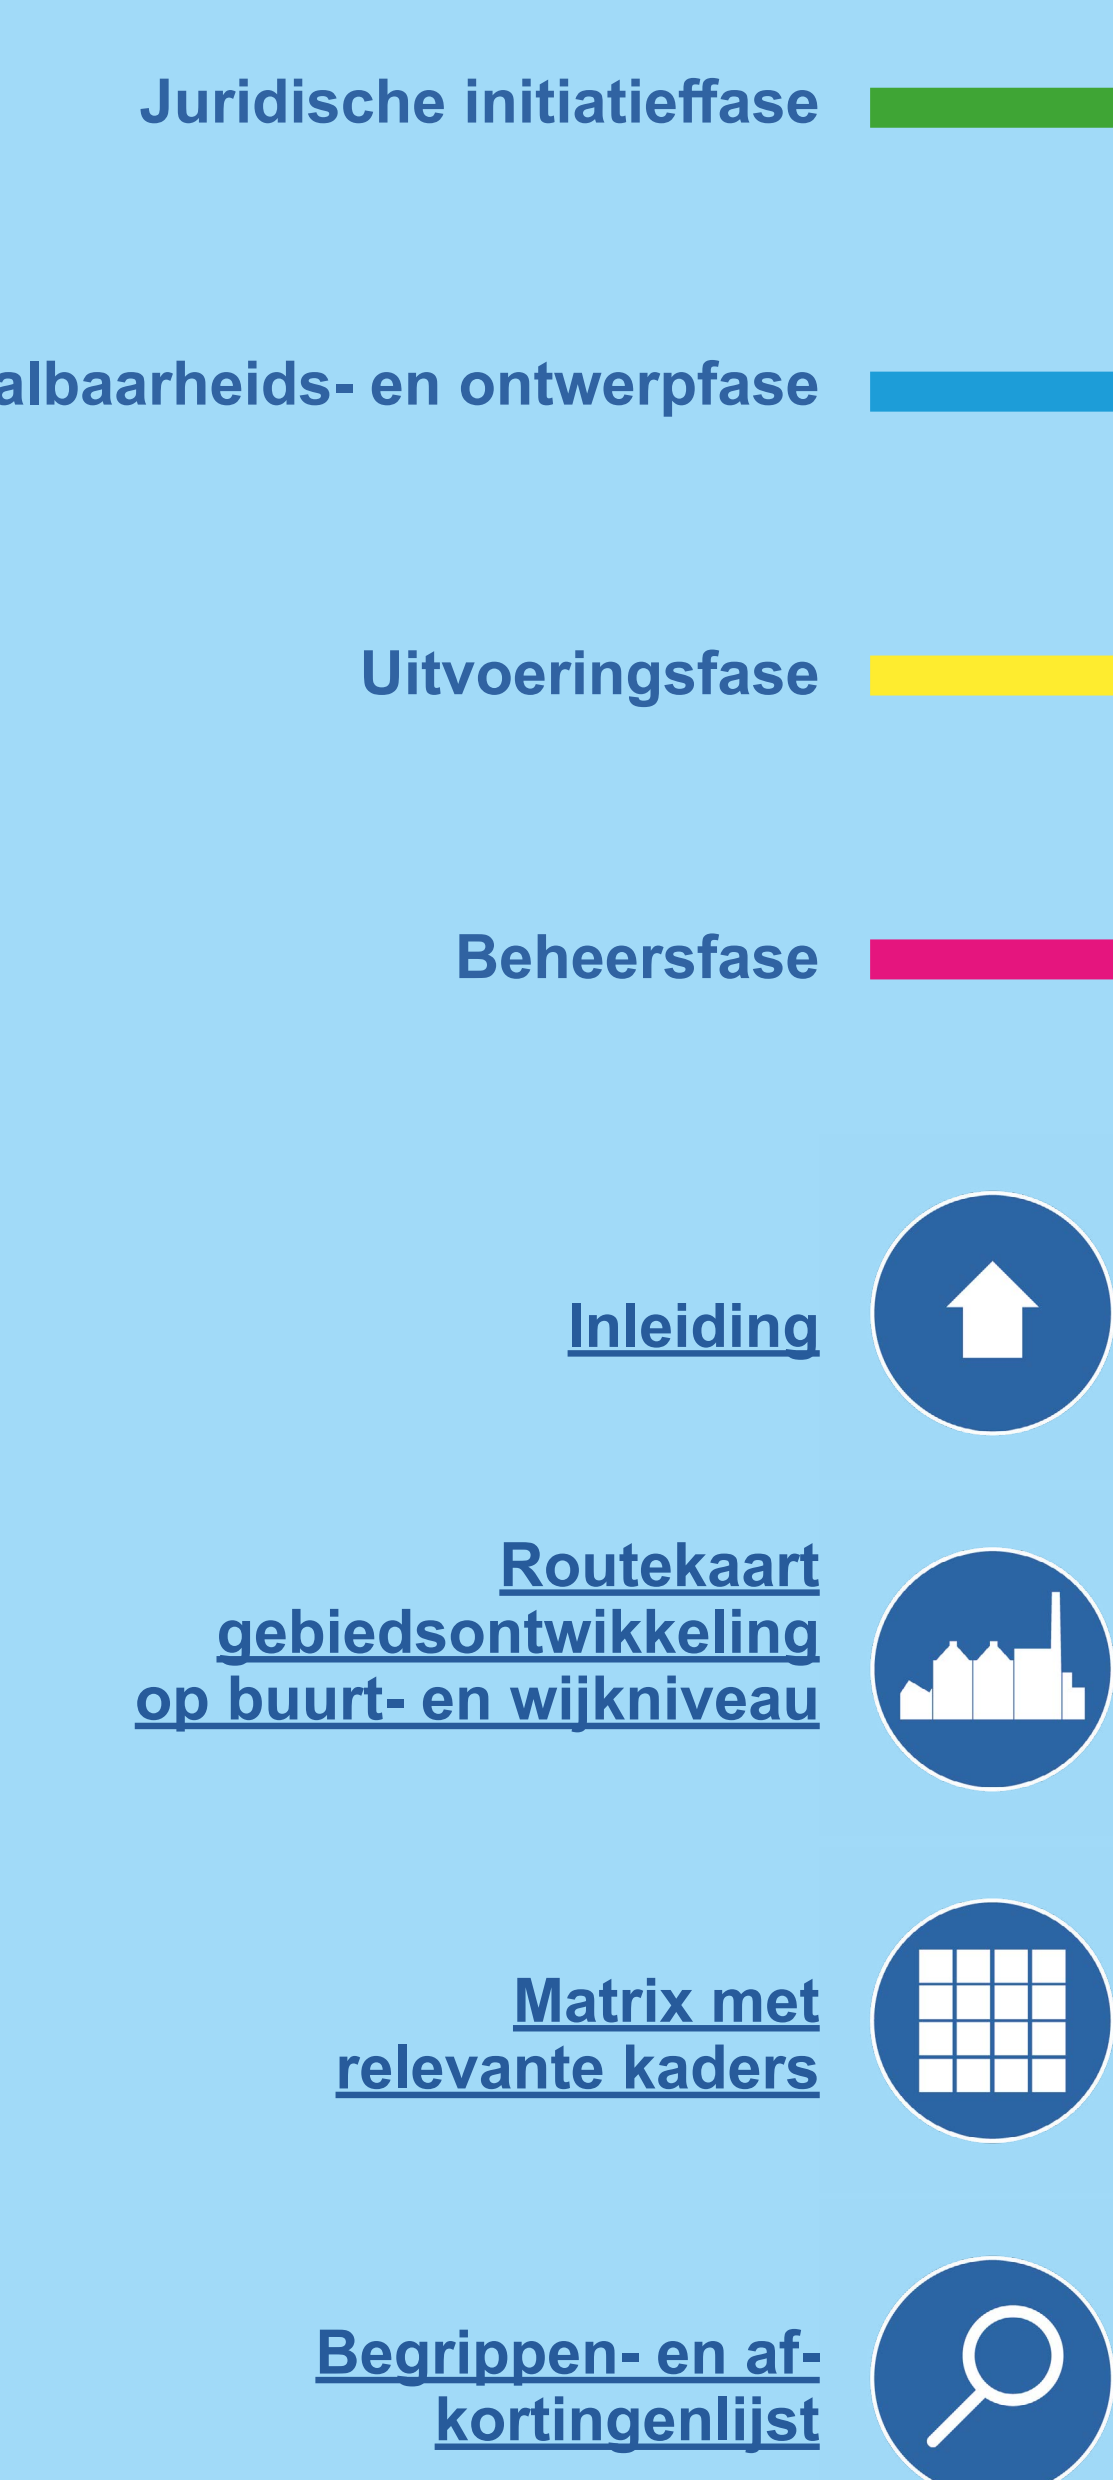 Juridische initiatieffase
albaarheids- en ontwerpfase
Uitvoeringsfase
Beheersfase
Inleiding
Routekaart
gebiedsontwikkeling
op buurt- en wijkniveau
Matrix met
relevante kaders
Begrippen- en af-
kortingenlijst